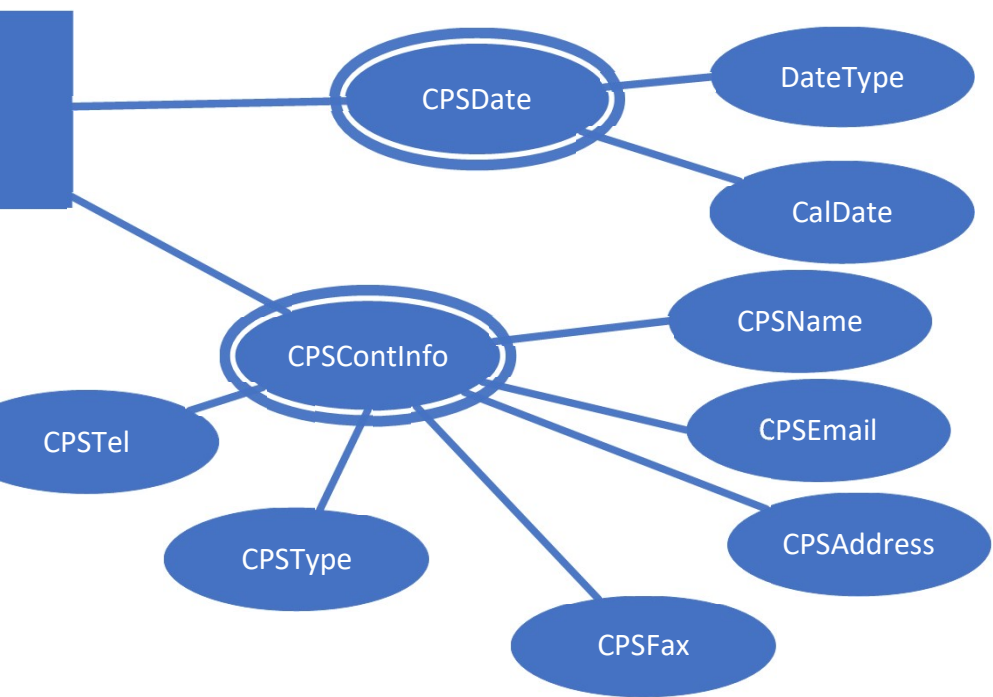 CPSDate
DateType
CalDate
CPSName
CPSContInfo
CPSEmail
CPSTel
CPSAddress
CPSType
CPSFax